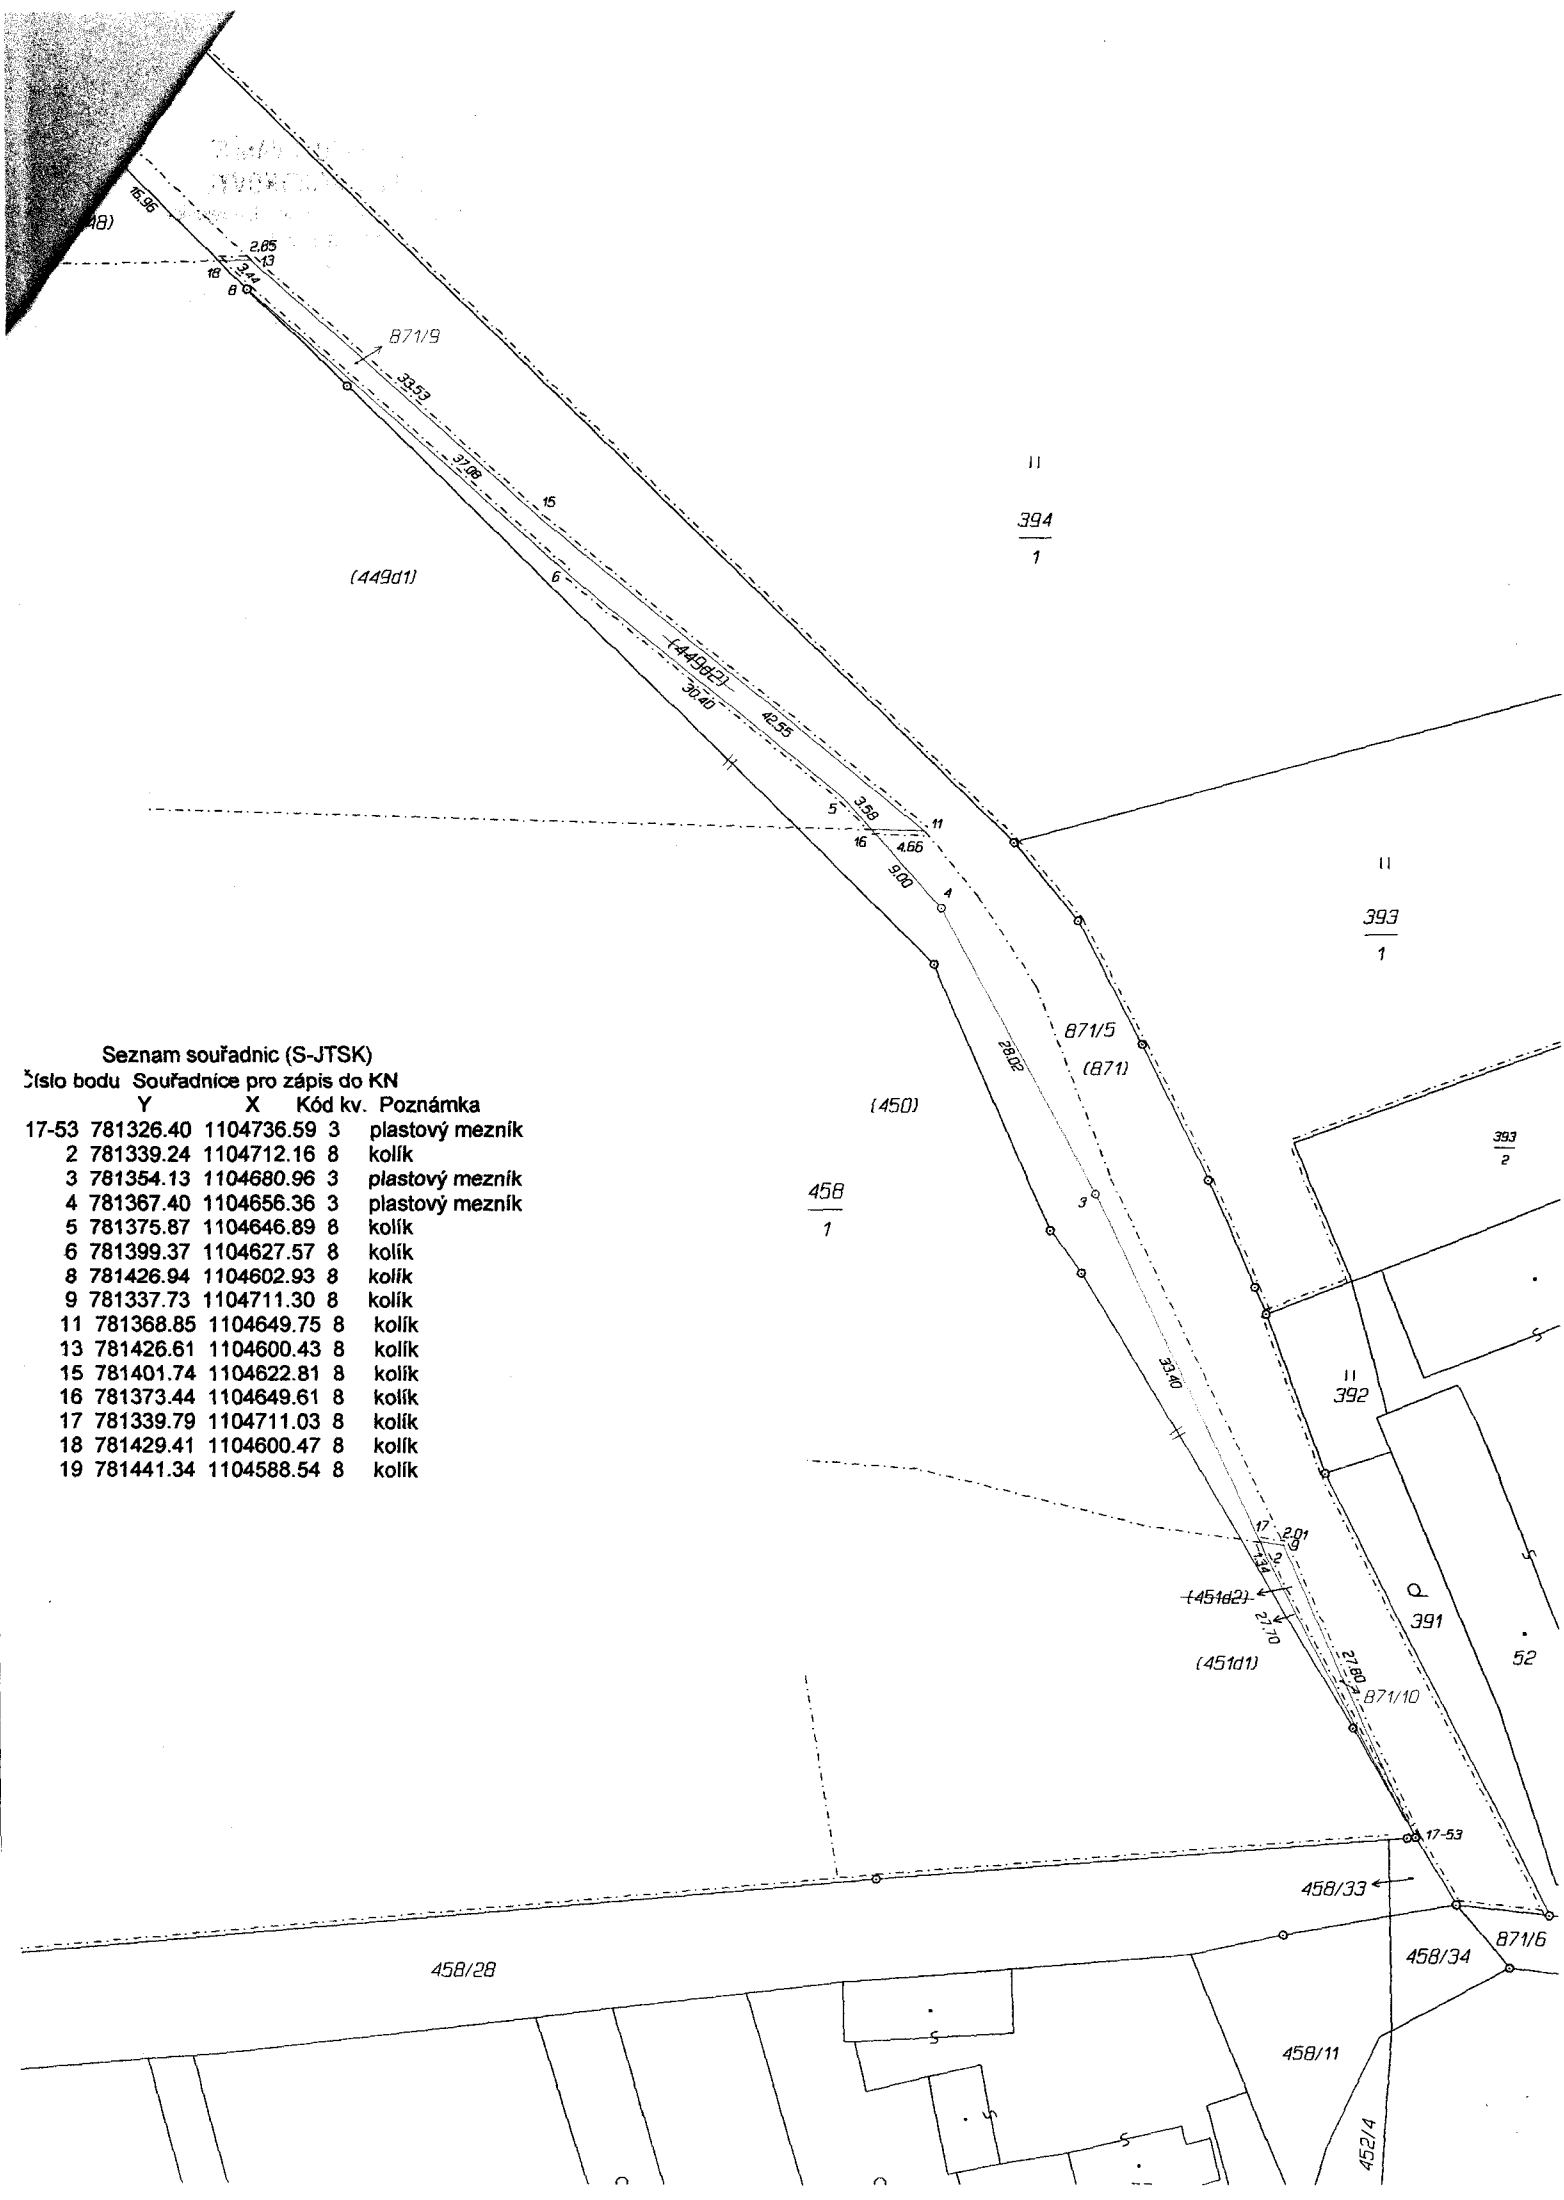 16.96
2.65
13
18
3.44
8
871/9
33.53
37.08
15
6
(449d1)
(449d2)
30.40
42.55
394
1
5
3.58
16
11
4.66
9.00
4
393
1
871/5
(871)
28.02
(450)
Seznam souřadnic (S-JTSK)
Číslo bodu Souřadnice pro zápis do KN
Y X Kód kv. Poznámka
17-53 781326.40 1104736.59 3 plastový mezník
2 781339.24 1104712.16 8 kolík
3 781354.13 1104680.96 3 plastový mezník
4 781367.40 1104656.36 3 plastový mezník
5 781375.87 1104646.89 8 kolík
6 781399.37 1104627.57 8 kolík
8 781426.94 1104602.93 8 kolík
9 781337.73 1104711.30 8 kolík
11 781368.85 1104649.75 8 kolík
13 781426.61 1104600.43 8 kolík
15 781401.74 1104622.81 8 kolík
16 781373.44 1104649.61 8 kolík
17 781339.79 1104711.03 8 kolík
18 781429.41 1104600.47 8 kolík
19 781441.34 1104588.54 8 kolík
393
2
458
1
3
33.40
392
17
2.01
9
2
1.34
(451d2)
27.70
391
52
(451d1)
27.80
871/10
17-53
458/33
871/6
458/34
458/28
458/11
452/4